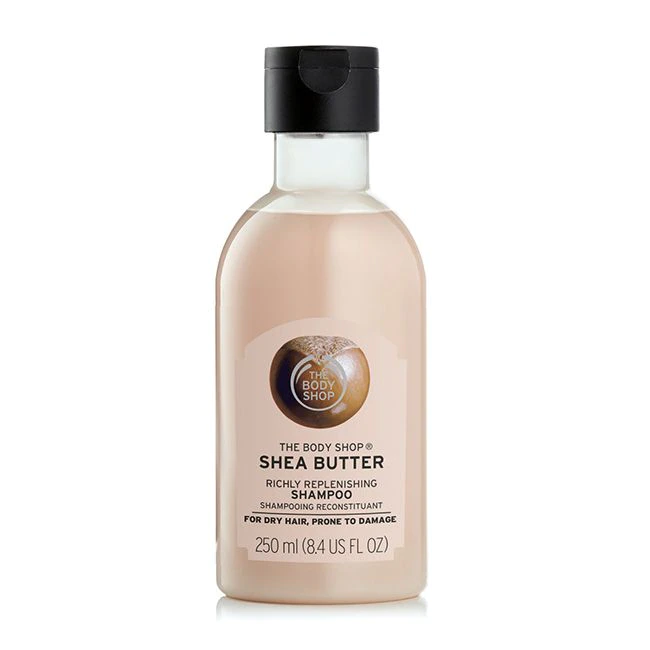 THE
BODY
SHOP
THE BODY SHOP®
SHEA BUTTER
RICHLY REPLENISHING
SHAMPOO
SHAMPOOING RECONSTITUANT
FOR DRY HAIR, PRONE TO DAMAGE
250 ml (8.4 US FL OZ)